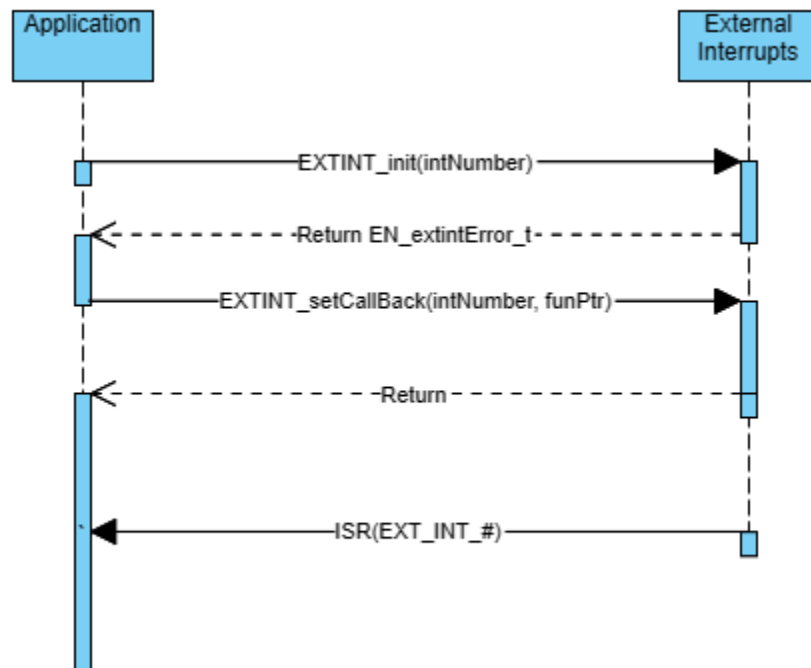 Application
External
Interrupts
EXTINT_init(intNumber)
Return EN_extintError_t
EXTINT_setCallBack(intNumber, funPtr)
Return
ISR(EXT_INT_#)